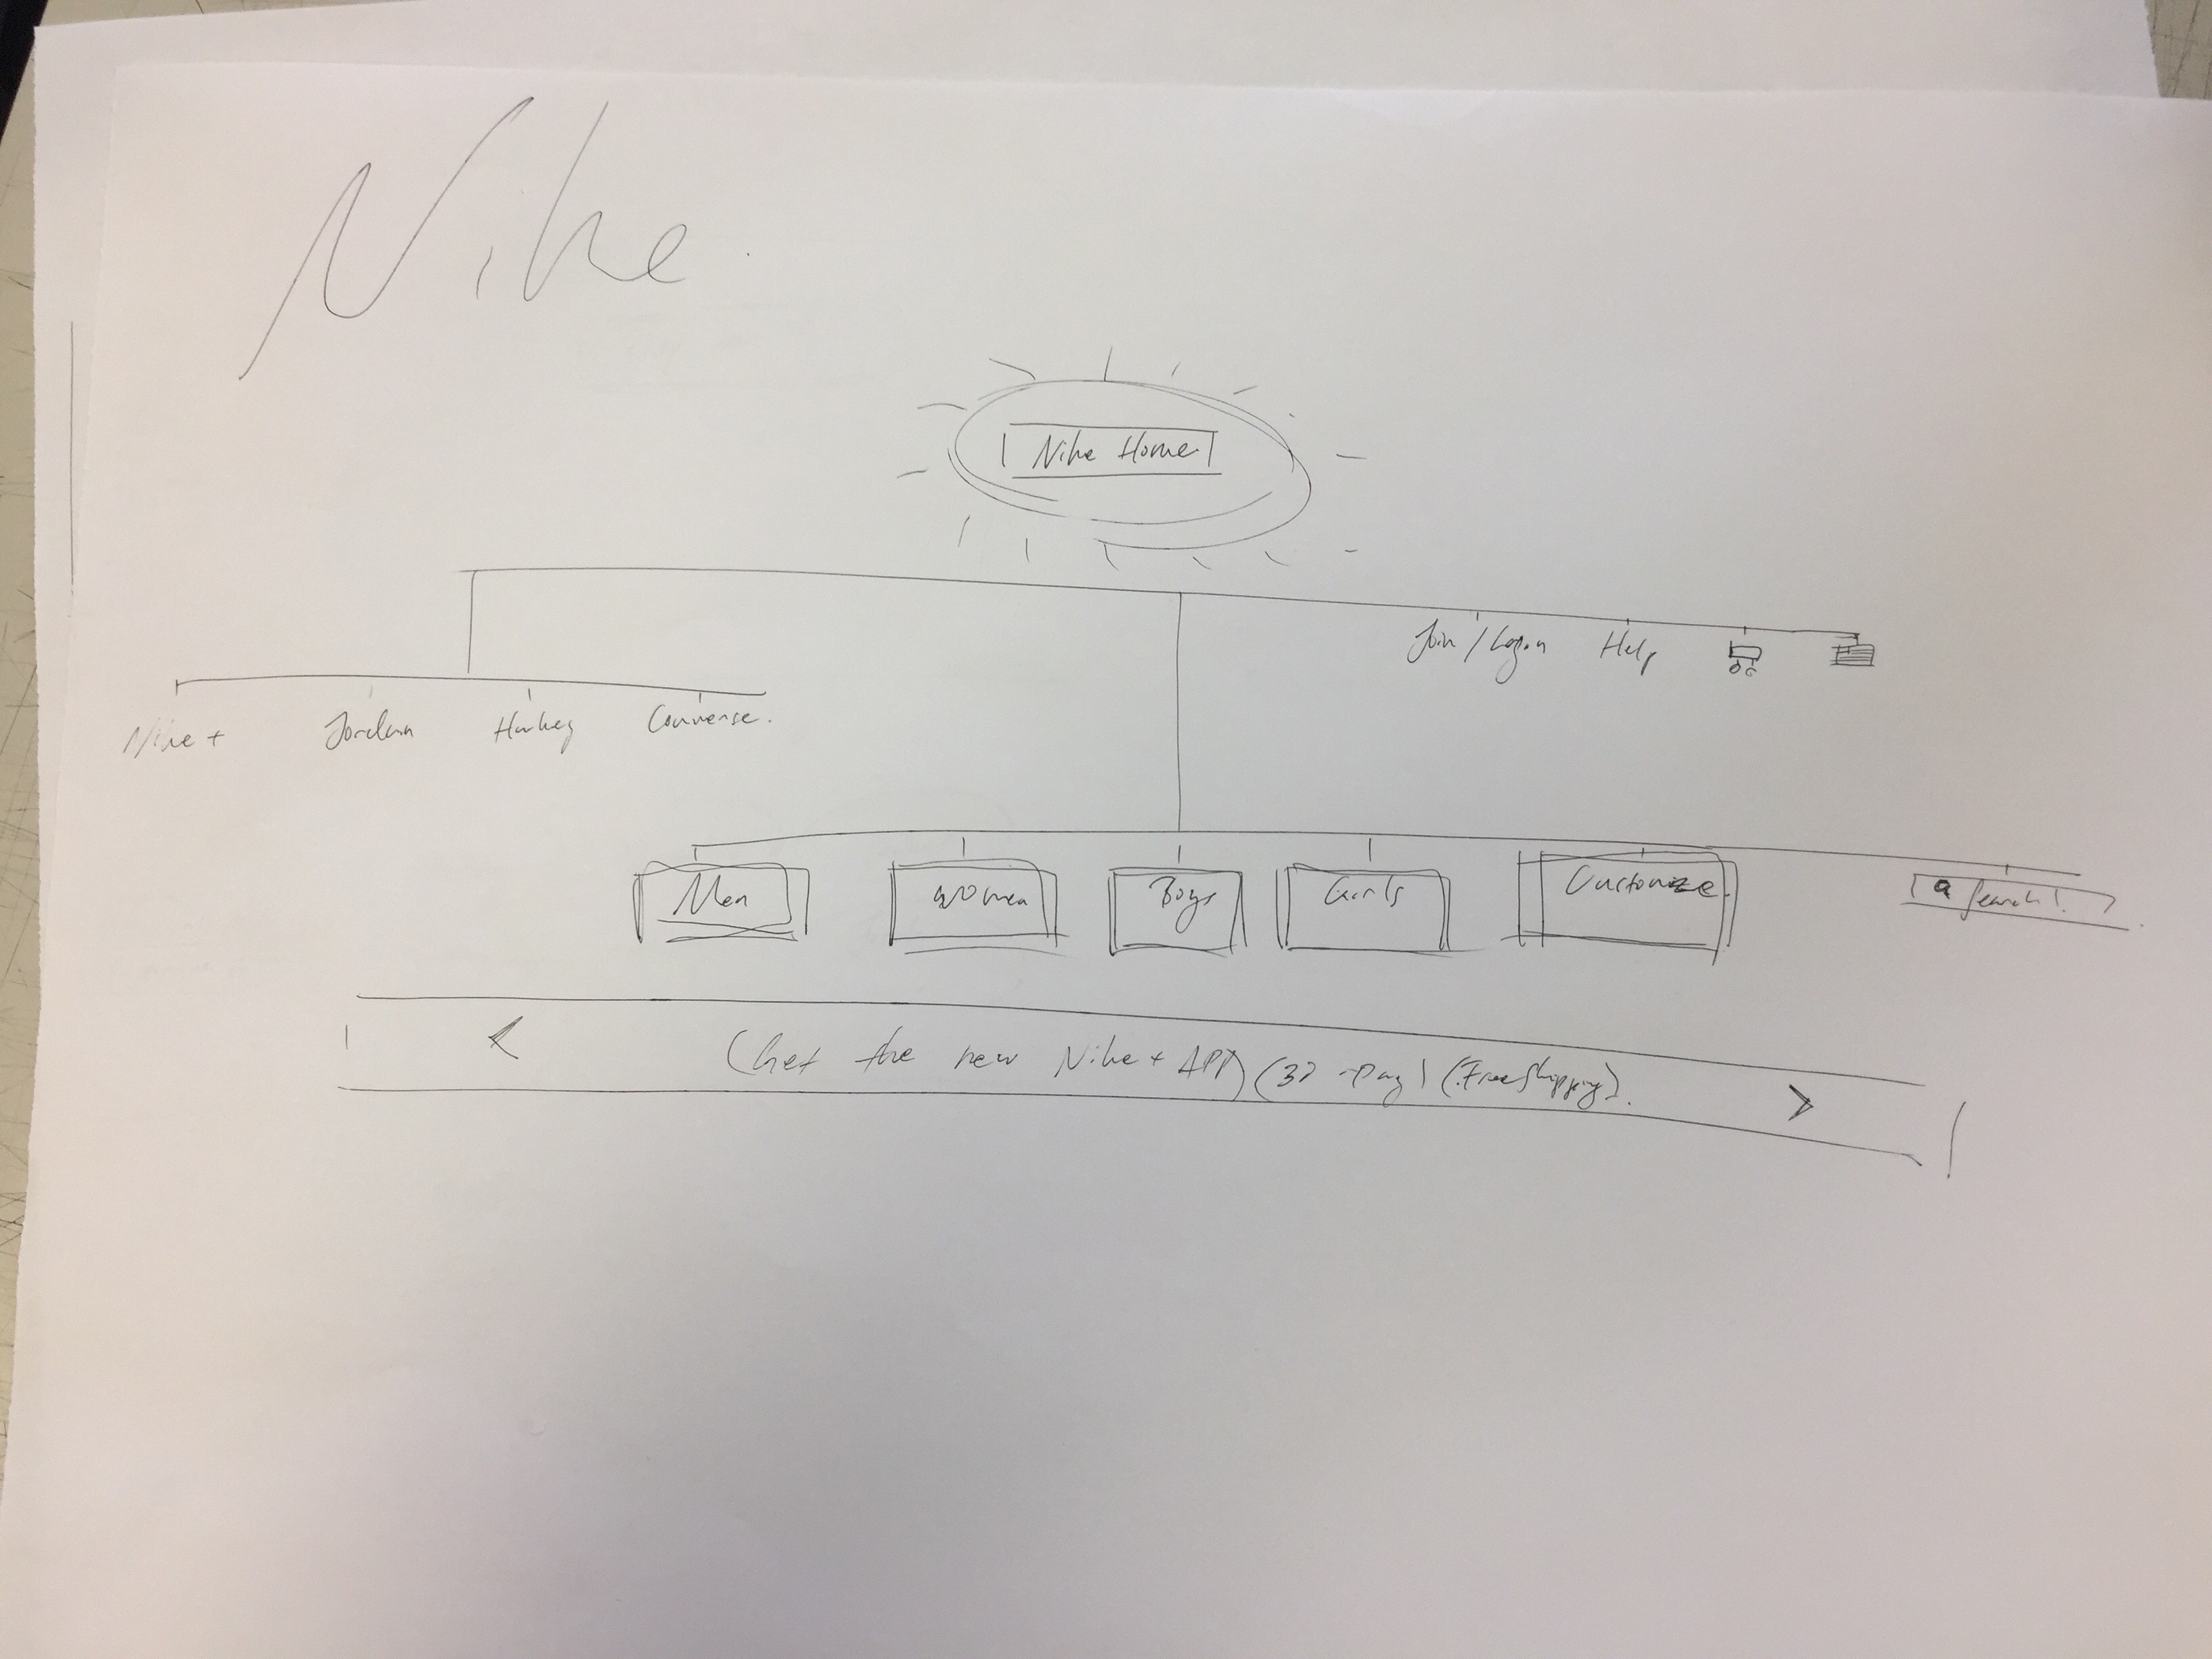 Nike
Nike Home
Join / Login Help
Nike + Jordan Hurley Converse.
Men Women Boys Girls Customize Search
< (Get the new Nike + APP) (30 -Day) (Free Shipping). >